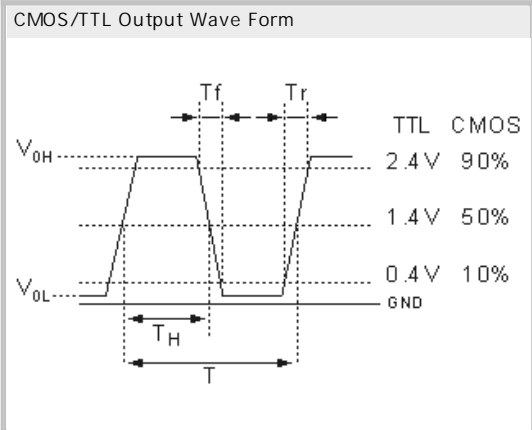 CMOS/TTL Output Wave Form
Tf Tr
TTL CMOS
V0H 2.4V 90%
1.4V 50%
0.4V 10%
V0L GND
TH
T